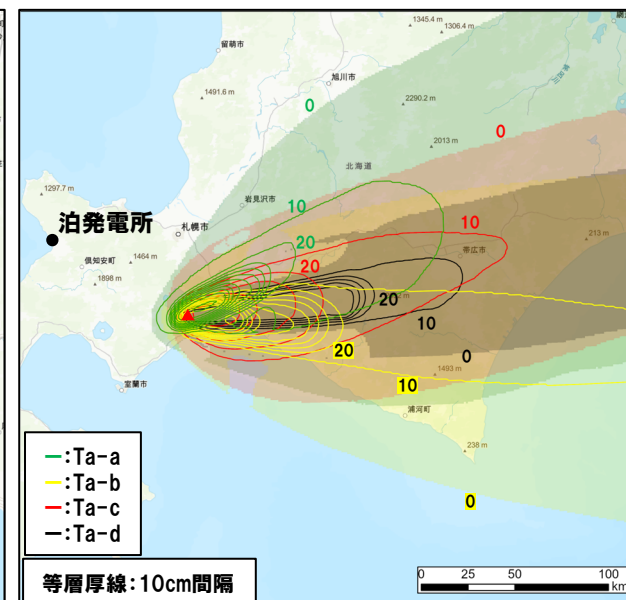 留萌市
1345.4 m
1306.4 m
1491.6 m
旭川市
0
2290.2 m
0
2013 m
北海道
1297.7 m
岩見沢市
10
泊発電所
札幌市
10
213 m
20
帯広市
1464 m
倶知安町
20
1898 m
20
10
20
0
1493 m
室蘭市
10
浦河町
238 m
0
:Ta-a
:Ta-b
:Ta-c
:Ta-d
等層厚線:10cm間隔
0 25 50 100
km